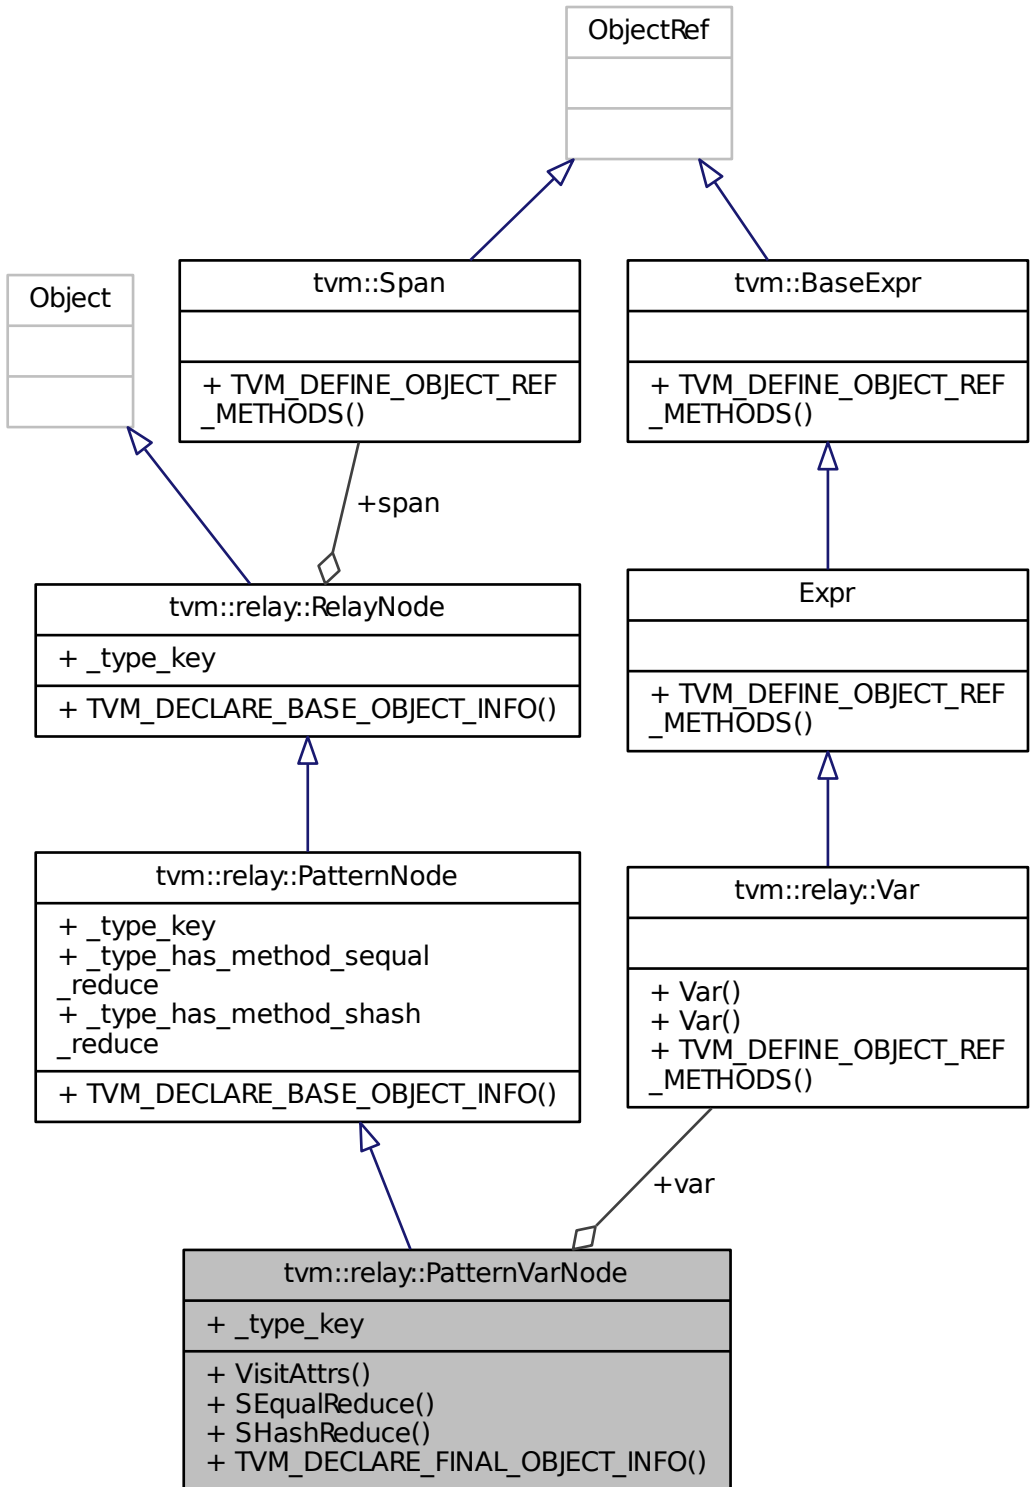 ObjectRef
Object
tvm::Span
+ TVM_DEFINE_OBJECT_REF
_METHODS()
tvm::BaseExpr
+ TVM_DEFINE_OBJECT_REF
_METHODS()
+span
tvm::relay::RelayNode
+ _type_key
+ TVM_DECLARE_BASE_OBJECT_INFO()
Expr
+ TVM_DEFINE_OBJECT_REF
_METHODS()
tvm::relay::PatternNode
+ _type_key
+ _type_has_method_sequal
_reduce
+ _type_has_method_shash
_reduce
+ TVM_DECLARE_BASE_OBJECT_INFO()
tvm::relay::Var
+ Var()
+ Var()
+ TVM_DEFINE_OBJECT_REF
_METHODS()
+var
tvm::relay::PatternVarNode
+ _type_key
+ VisitAttrs()
+ SEqualReduce()
+ SHashReduce()
+ TVM_DECLARE_FINAL_OBJECT_INFO()